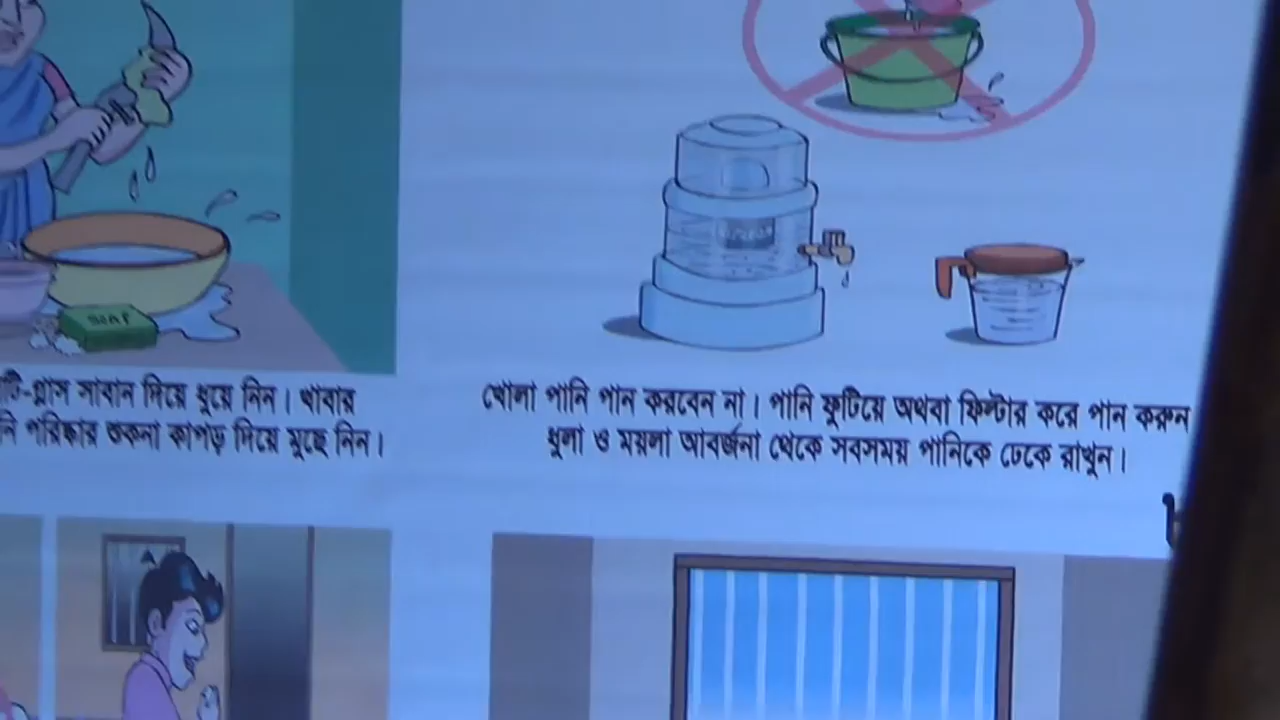 -গ্লাস সাবান দিয়ে ধুয়ে নিন। খাবার
পরিষ্কার শুকনা কাপড় দিয়ে মুছে নিন।
খোলা পানি পান করবেন না। পানি ফুটিয়ে অথবা ফিল্টার করে পান করুন
ধুলা ও ময়লা আবর্জনা থেকে সবসময় পানিকে ঢেকে রাখুন।